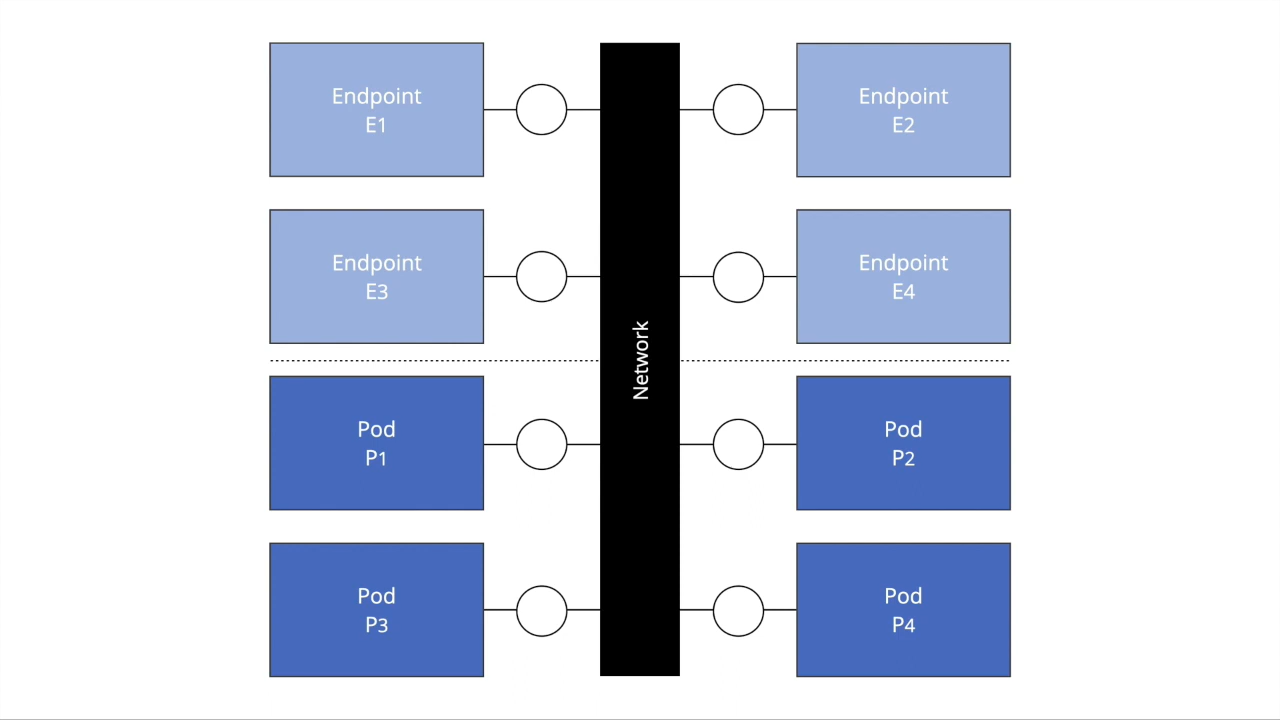 Endpoint
E1
Endpoint
E2
Endpoint
E3
Endpoint
E4
Network
Pod
P1
Pod
P2
Pod
P3
Pod
P4